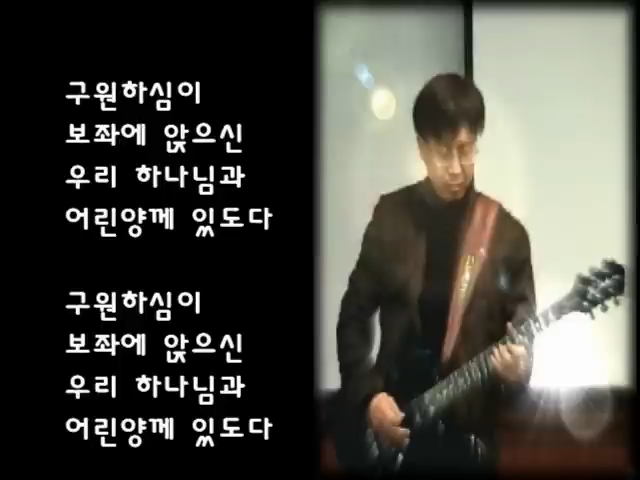 구원하심이
보좌에 앉으신
우리 하나님과
어린양께 있도다
구원하심이
보좌에 앉으신
우리 하나님과
어린양께 있도다